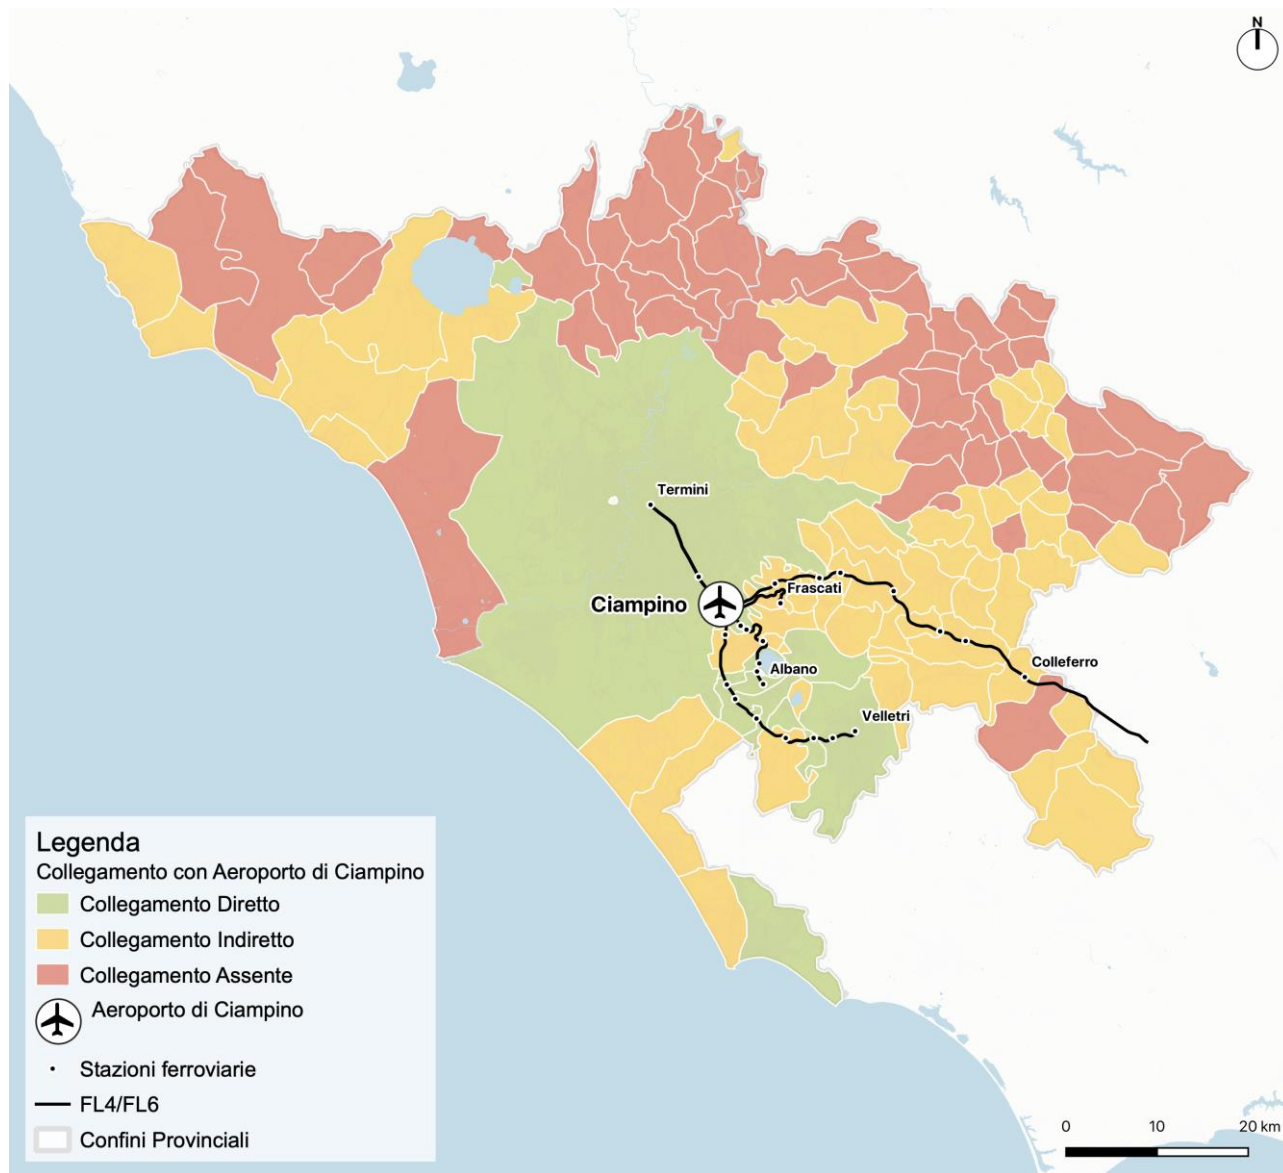 N
Termini
Ciampino
Frascati
Albano
Colleferro
Velletri
Legenda
Collegamento con Aeroporto di Ciampino
Collegamento Diretto
Collegamento Indiretto
Collegamento Assente
Aeroporto di Ciampino
Stazioni ferroviarie
FL4/FL6
Confini Provinciali
0 10 20 km